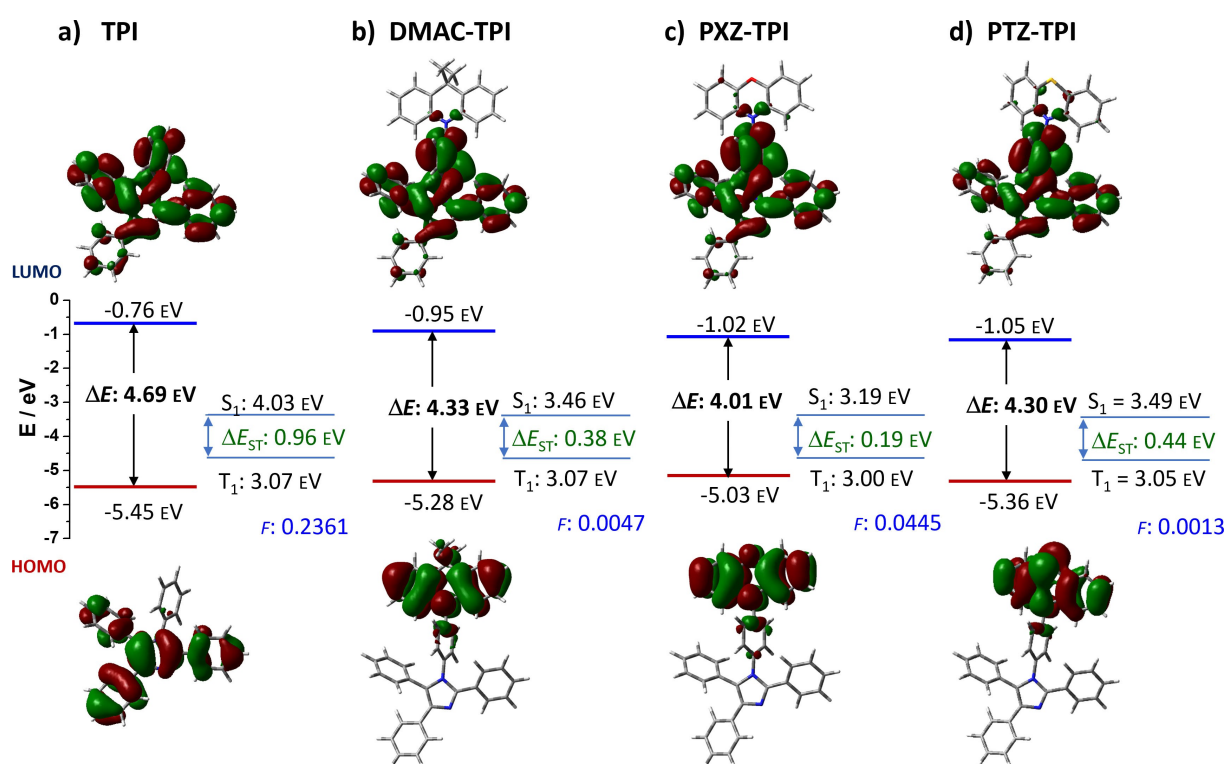 a) TPI
b) DMAC-TPI
c) PXZ-TPI
d) PTZ-TPI
LUMO
E / eV
0
-1
-2
-3
-4
-5
-6
-7
-0.76 eV
ΔE: 4.69 eV
S1: 4.03 eV
ΔEST: 0.96 eV
T1: 3.07 eV
-5.45 eV
F: 0.2361
-0.95 eV
ΔE: 4.33 eV
S1: 3.46 eV
ΔEST: 0.38 eV
T1: 3.07 eV
-5.28 eV
F: 0.0047
-1.02 eV
ΔE: 4.01 eV
S1: 3.19 eV
ΔEST: 0.19 eV
T1: 3.00 eV
-5.03 eV
F: 0.0445
-1.05 eV
ΔE: 4.30 eV
S1 = 3.49 eV
ΔEST: 0.44 eV
T1 = 3.05 eV
-5.36 eV
F: 0.0013
HOMO